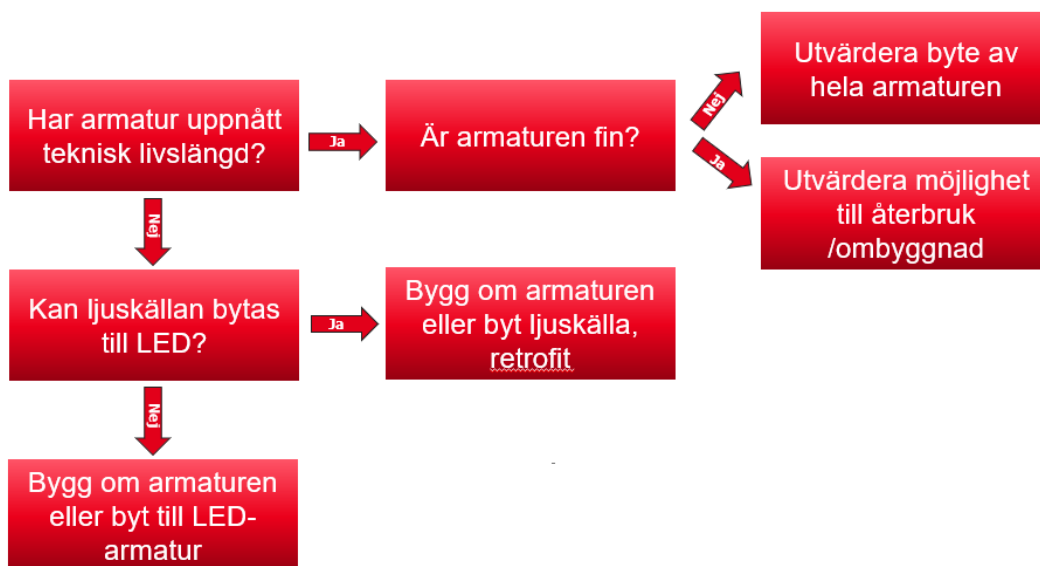 Har armatur uppnått
teknisk livslängd?
Ja
Är armaturen fin?
Nej
Utvärdera byte av
hela armaturen
Ja
Utvärdera möjlighet
till återbruk
/ombyggnad
Nej
Kan ljuskällan bytas
till LED?
Ja
Bygg om armaturen
eller byt ljuskälla,
retrofit
Nej
Bygg om armaturen
eller byt till LED-
armatur